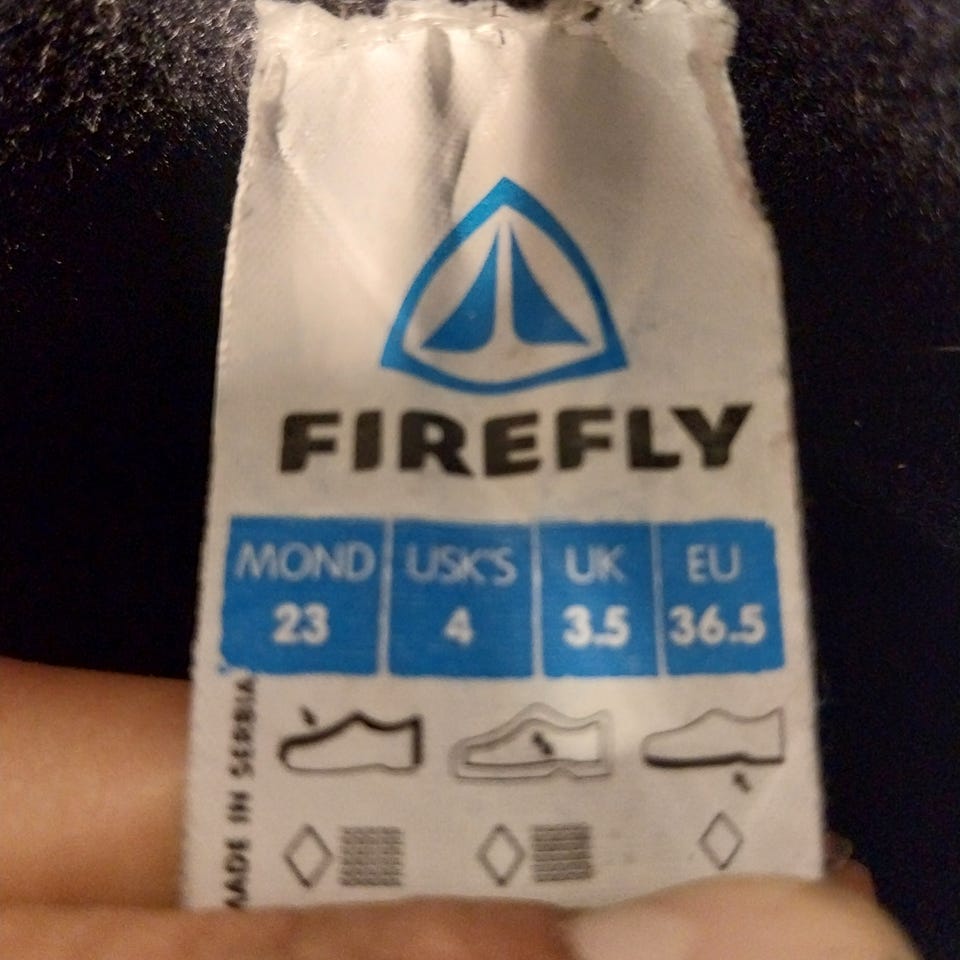 FIREFLY
MOND USK'S UK EU
23 4 3.5 36.5
MADE IN SERBIA